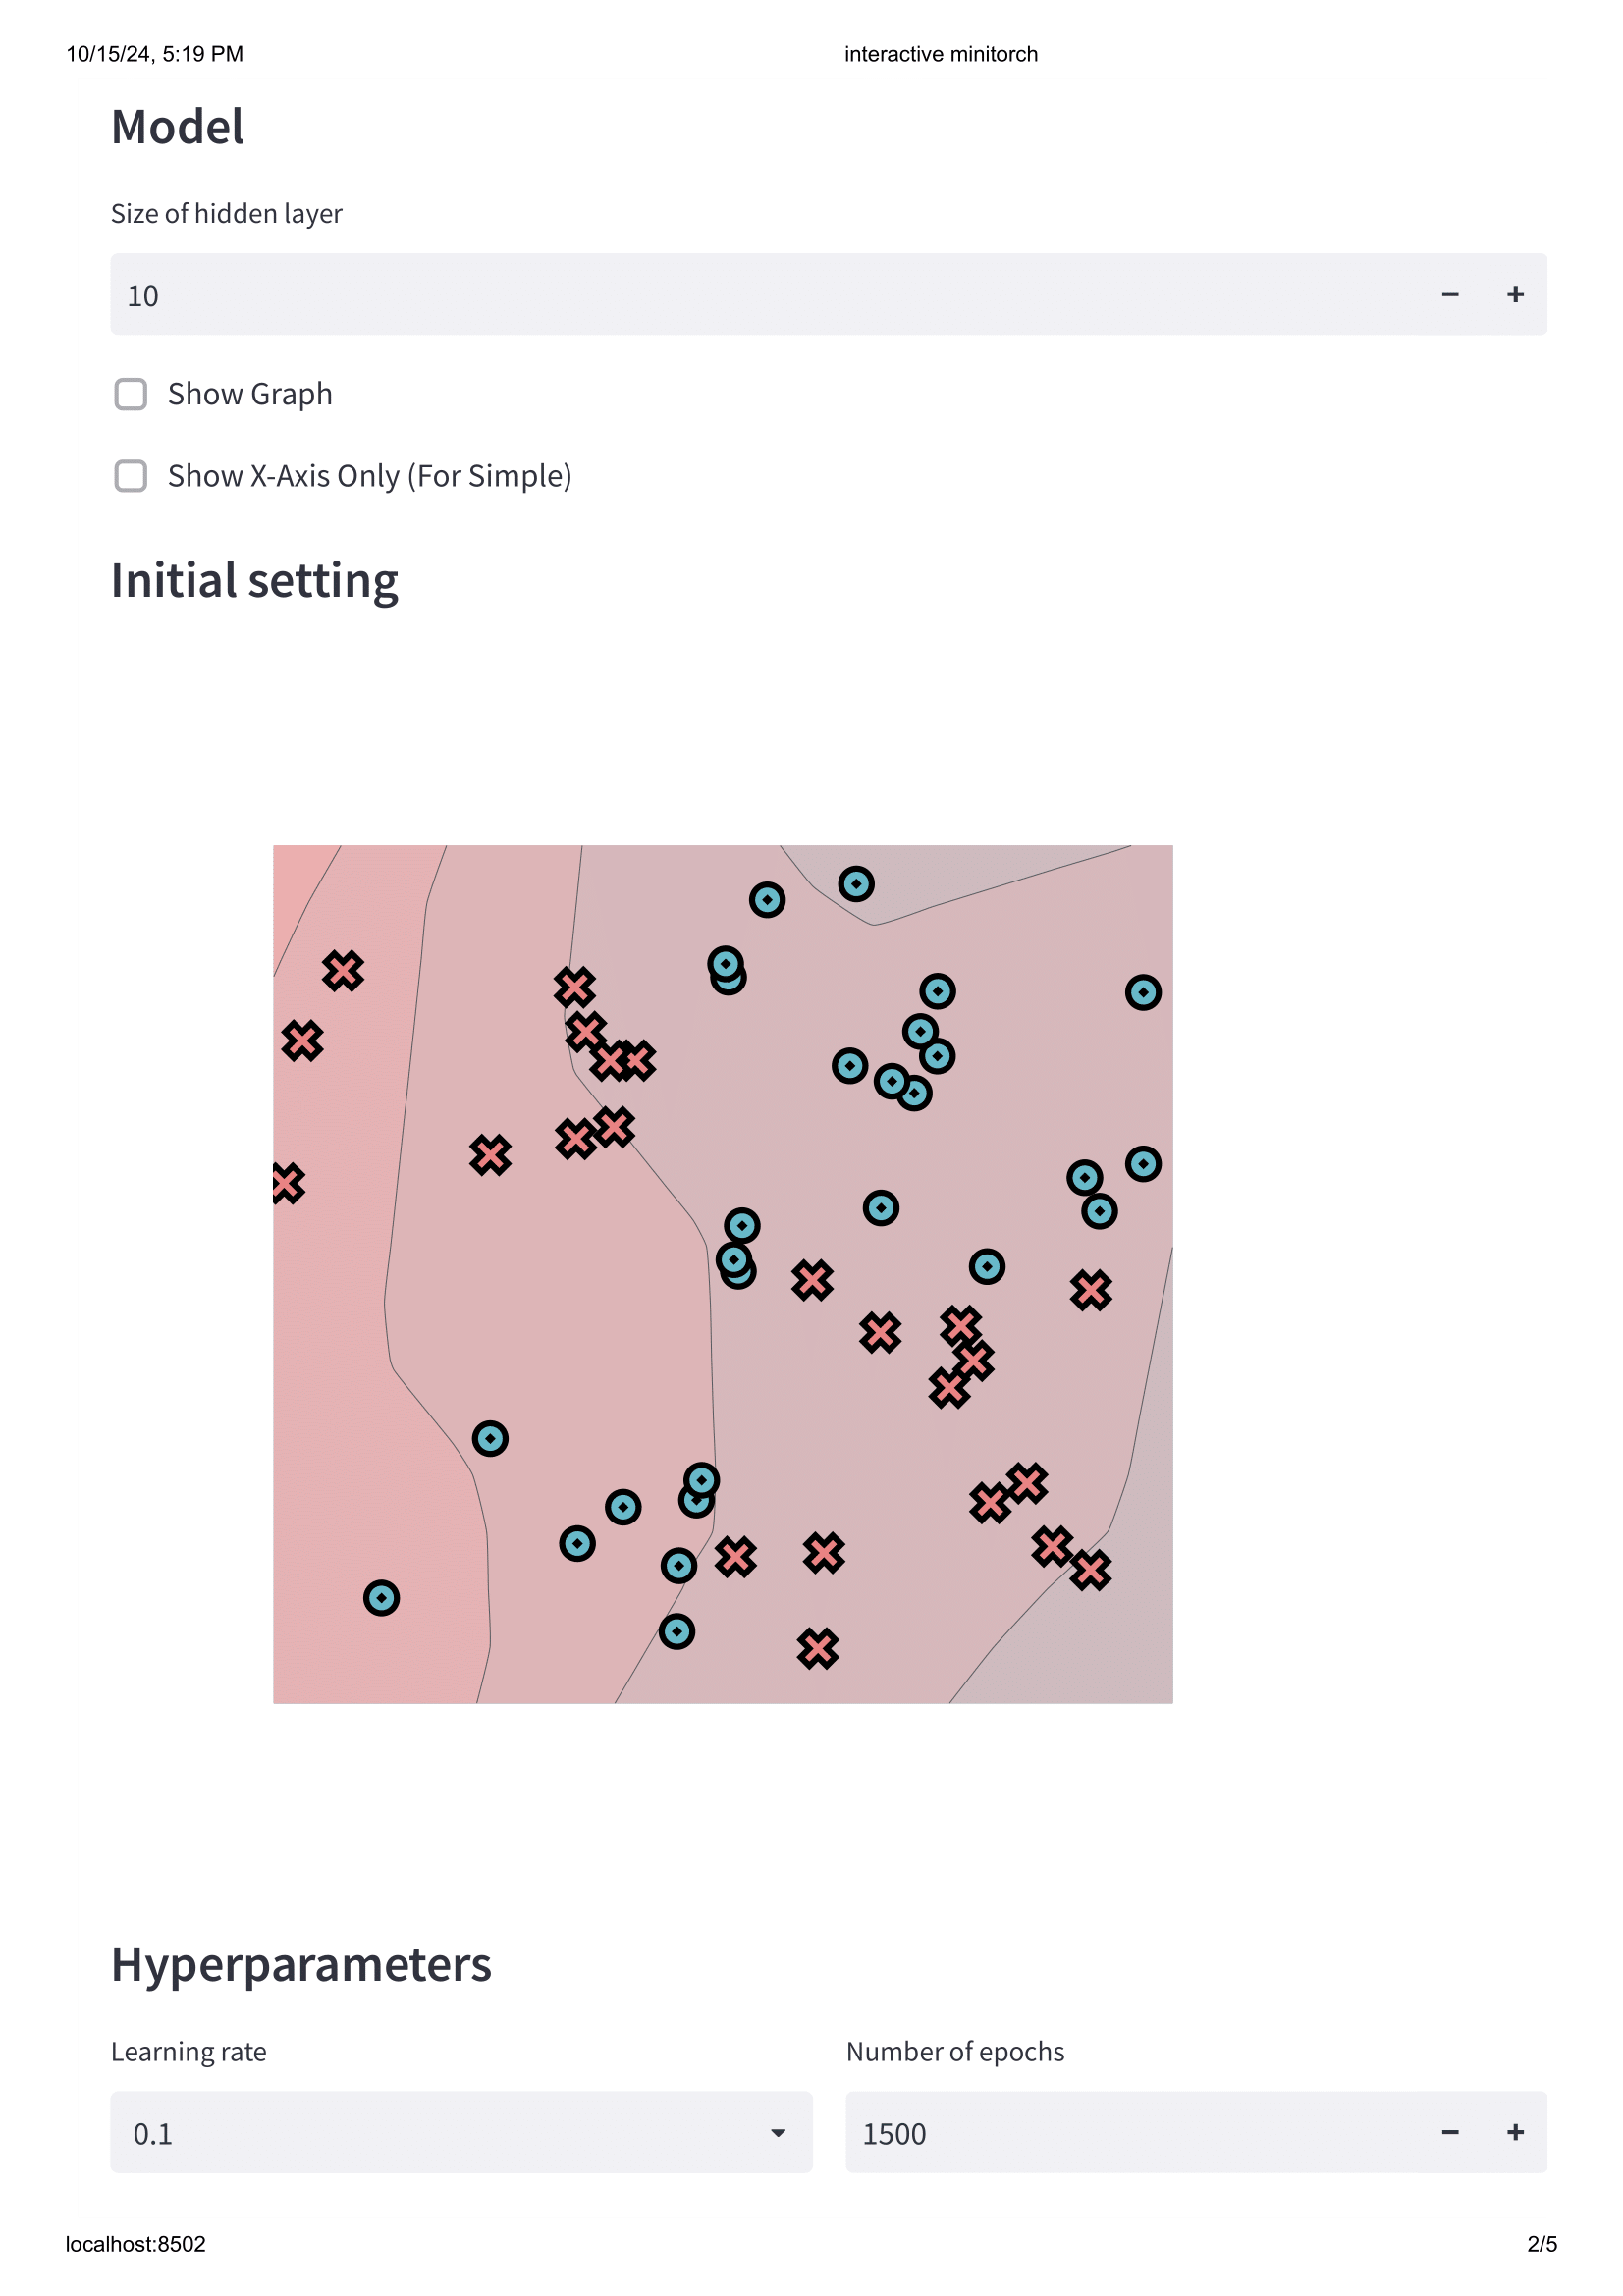 10/15/24, 5:19 PM interactive minitorch
Model
Size of hidden layer
10 − +
Show Graph
Show X-Axis Only (For Simple)
Initial setting
Hyperparameters
Learning rate Number of epochs
0.1 1500 − +
localhost:8502 2/5